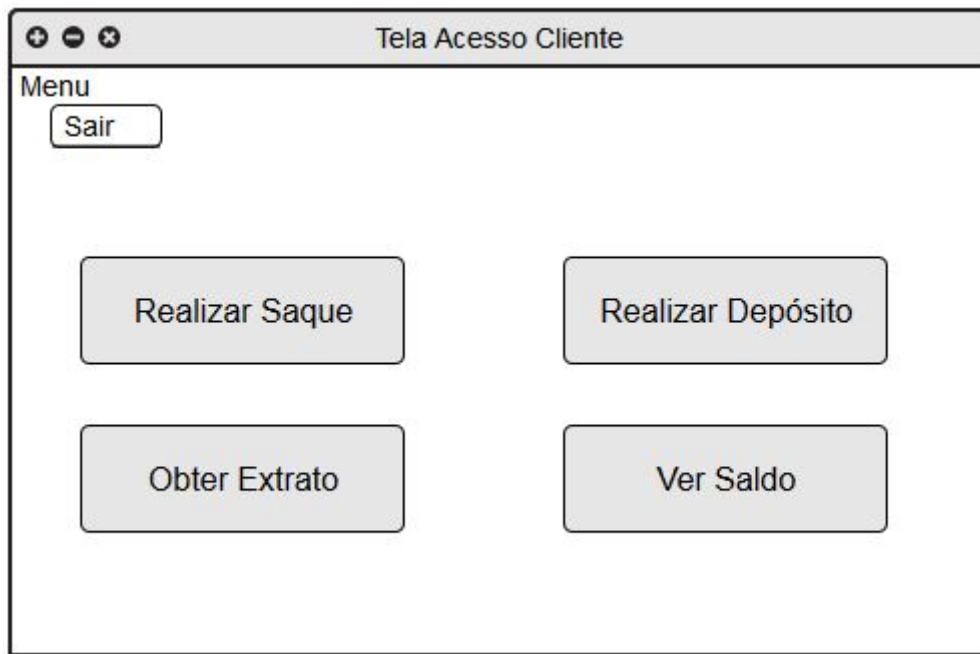 Tela Acesso Cliente
Menu
Sair
Realizar Saque
Realizar Depósito
Obter Extrato
Ver Saldo